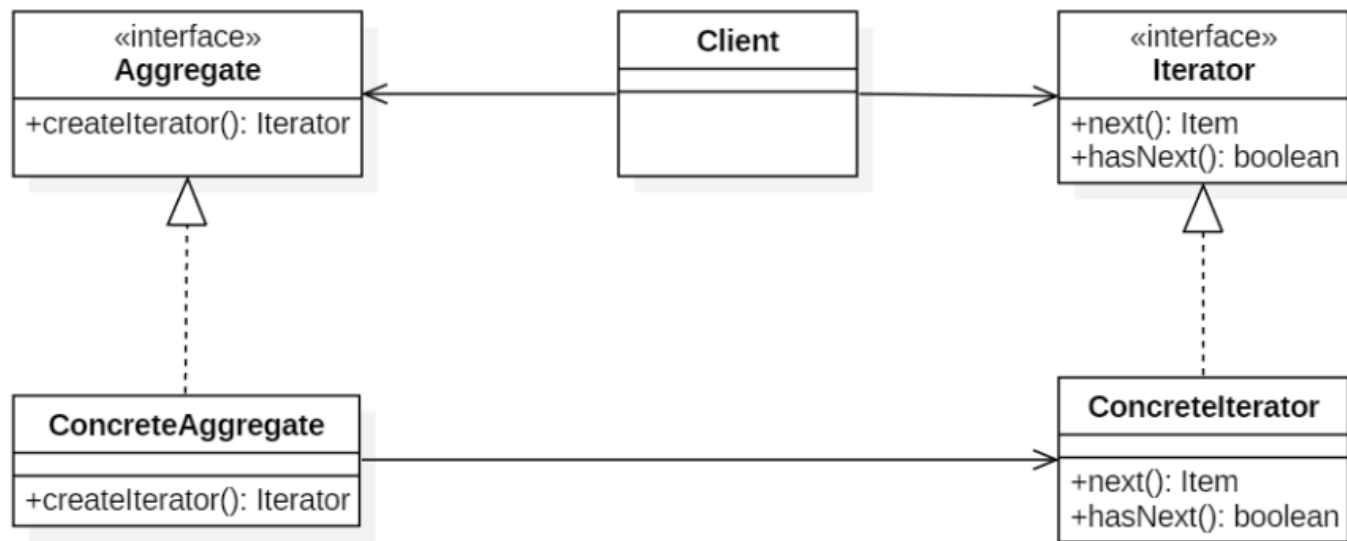 «interface»
Aggregate
+createIterator(): Iterator
Client
«interface»
Iterator
+next(): Item
+hasNext(): boolean
ConcreteAggregate
+createIterator(): Iterator
ConcreteIterator
+next(): Item
+hasNext(): boolean